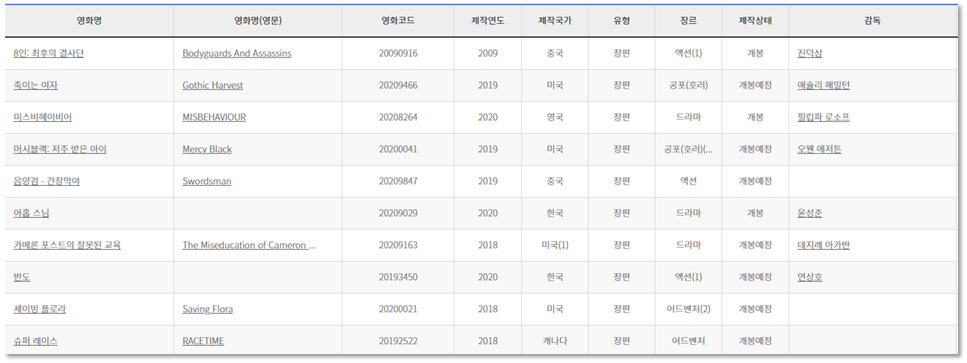 영화명 영화명(영문) 영화코드 제작연도 제작국가 유형 장르 제작상태 감독
8인: 최후의 결사단 Bodyguards And Assassins 20090916 2009 중국 장편 액션(1) 개봉 진덕삼
죽이는 여자 Gothic Harvest 20209466 2019 미국 장편 공포(호러) 개봉예정 애슐리 해밀턴
미스비헤이비어 MISBEHAVIOUR 20208264 2020 영국 장편 드라마 개봉 필립파 로소프
머시블랙: 저주 받은 아이 Mercy Black 20200041 2019 미국 장편 공포(호러)(... 개봉예정 오웬 에저튼
음양검 - 간장막야 Swordsman 20209847 2019 중국 장편 액션 개봉예정
아홉 스님 20209029 2020 한국 장편 드라마 개봉 윤성준
카메론 포스트의 잘못된 교육 The Miseducation of Cameron ... 20209163 2018 미국(1) 장편 드라마 개봉예정 데지레 아카반
반도 20193450 2020 한국 장편 액션(1) 개봉예정 연상호
세이빙 플로라 Saving Flora 20200021 2018 미국 장편 어드벤처(2) 개봉예정
슈퍼 레이스 RACETIME 20192522 2018 캐나다 장편 어드벤처 개봉예정